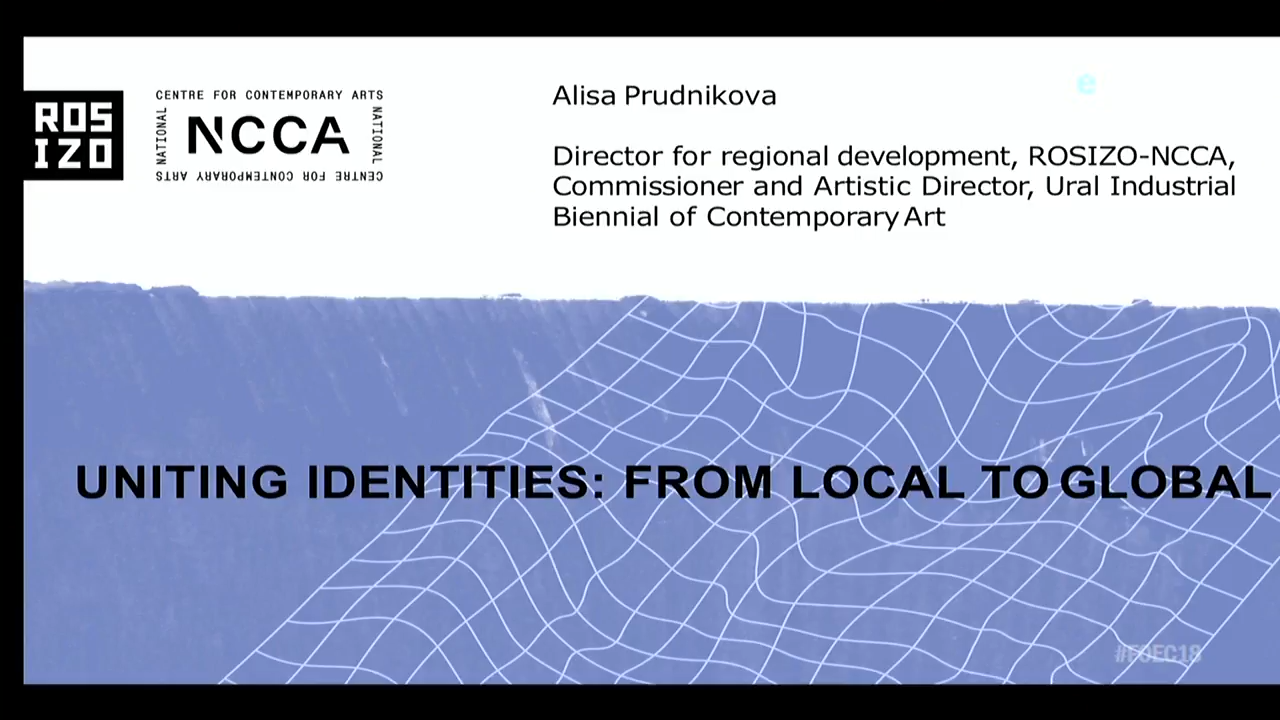 ROS
IZO
CENTRE FOR CONTEMPORARY ARTS
NATIONAL
NCCA
NATIONAL
CENTRE FOR CONTEMPORARY ARTS
Alisa Prudnikova
Director for regional development, ROSIZO-NCCA,
Commissioner and Artistic Director, Ural Industrial
Biennial of Contemporary Art
UNITING IDENTITIES: FROM LOCAL TO GLOBAL
#FOEC18